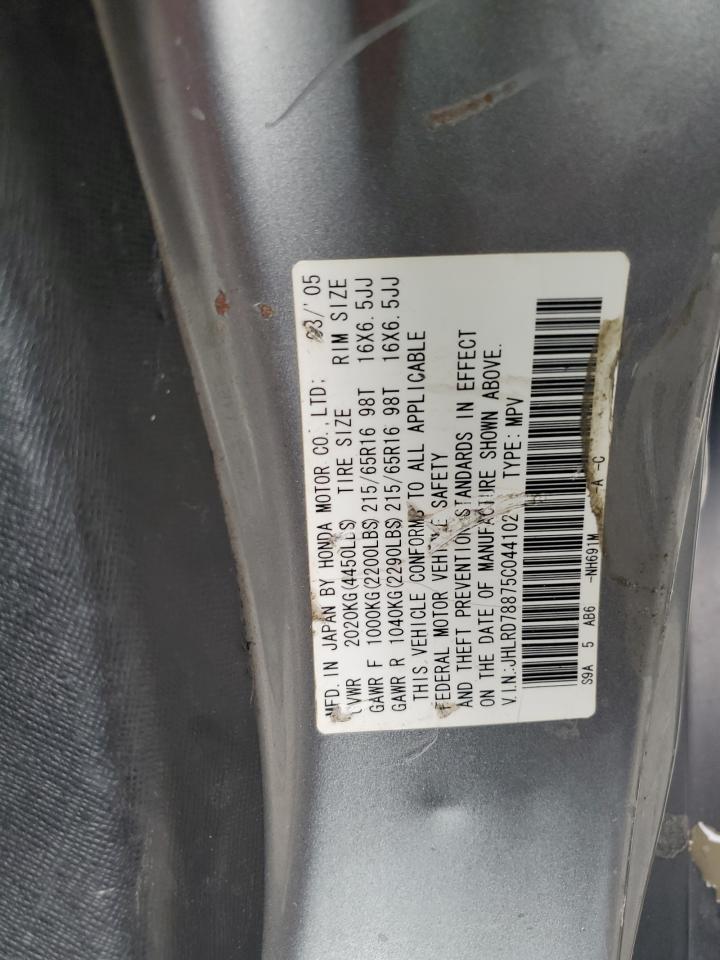 MFD. IN JAPAN BY HONDA MOTOR CO., LTD; 03/'05
GVWR 2020KG(4450LBS) TIRE SIZE RIM SIZE
GAWR F 1000KG(2200LBS) 215/65R16 98T 16X6.5JJ
GAWR R 1040KG(2290LBS) 215/65R16 98T 16X6.5JJ
THIS VEHICLE CONFORMS TO ALL APPLICABLE
FEDERAL MOTOR VEHICLE SAFETY
AND THEFT PREVENTION STANDARDS IN EFFECT
ON THE DATE OF MANUFACTURE SHOWN ABOVE.
V.I.N.:JHLRD78875C044102 TYPE: MPV
S9A 5 AB6 -NH691M -A -C